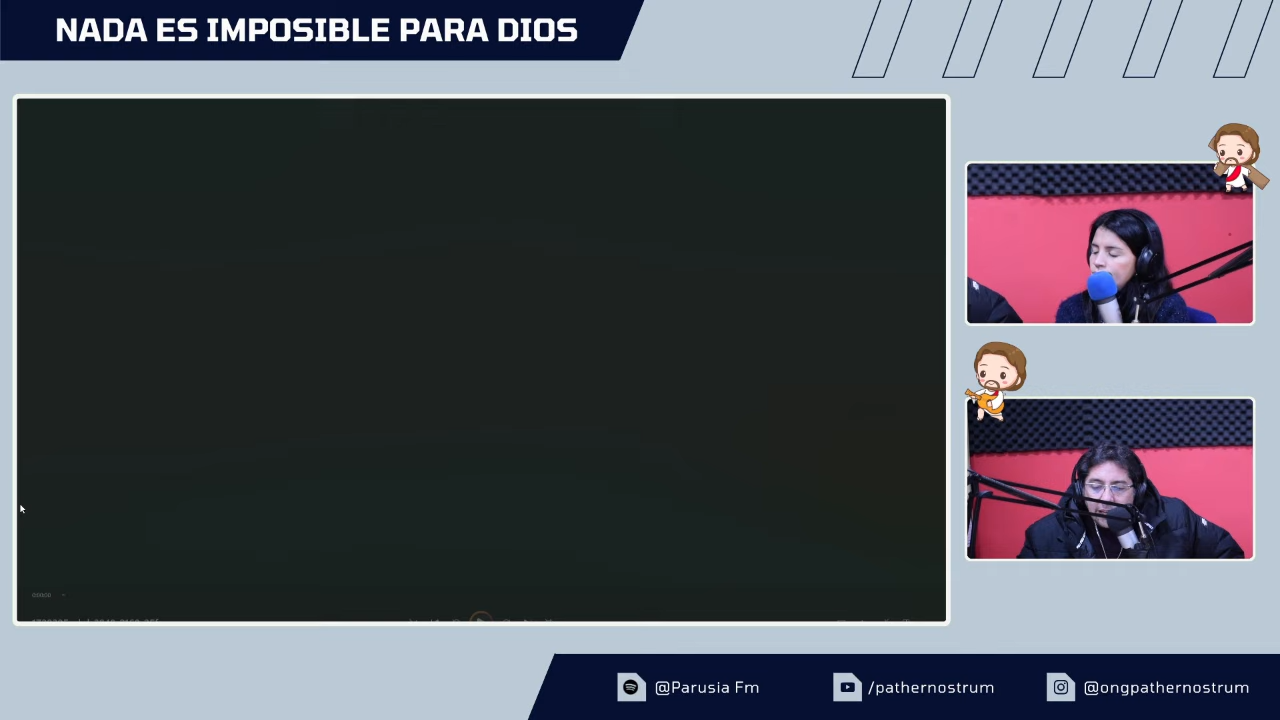 NADA ES IMPOSIBLE PARA DIOS
@Parusia Fm
/pathernostrum
@ongpathernostrum